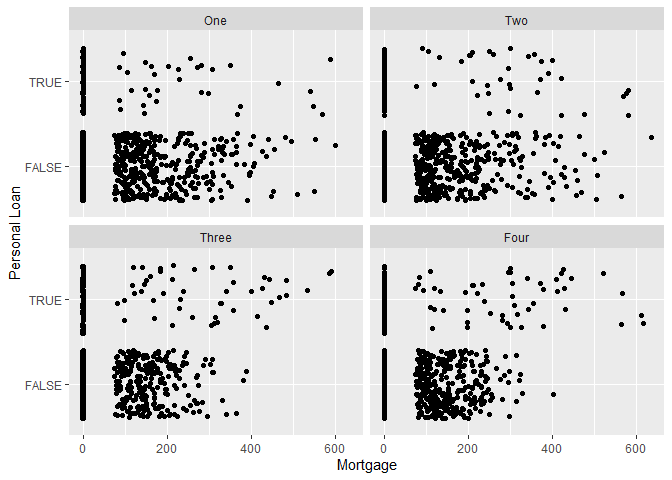 One
Two
TRUE
FALSE
Three
Four
TRUE
FALSE
0 200 400 600 0 200 400 600
Mortgage
Personal Loan